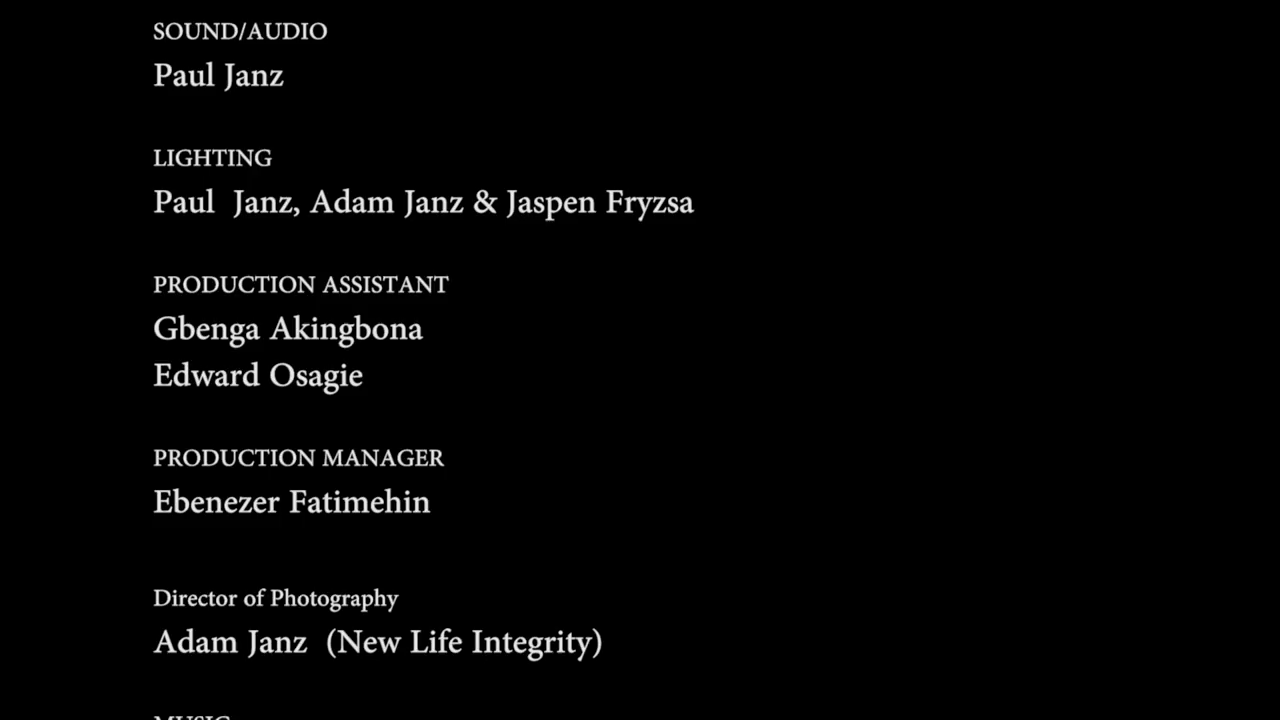 SOUND/AUDIO
Paul Janz
LIGHTING
Paul  Janz, Adam Janz & Jaspen Fryzsa
PRODUCTION ASSISTANT
Gbenga Akingbona
Edward Osagie
PRODUCTION MANAGER
Ebenezer Fatimehin
Director of Photography
Adam Janz  (New Life Integrity)
MUSIC